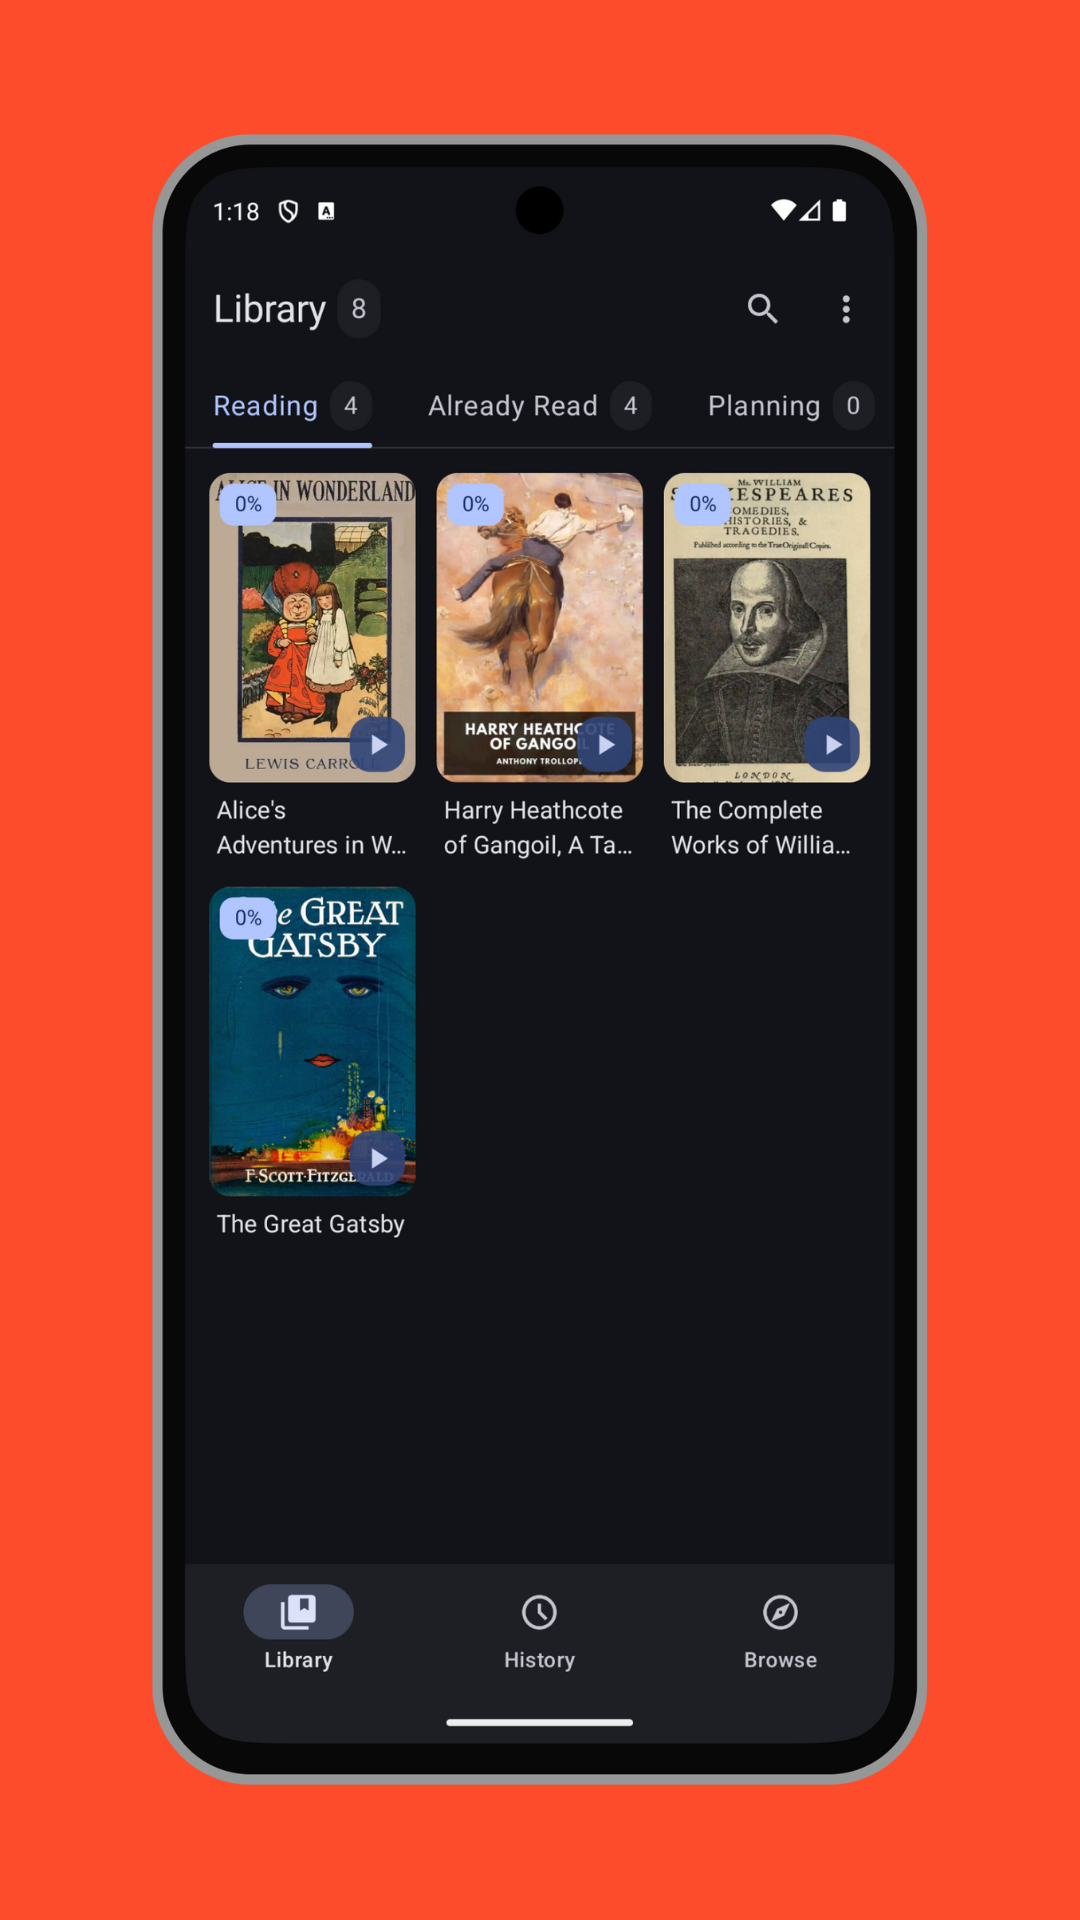 1:18
Library 8
Reading 4 Already Read 4 Planning 0
0%
IN WONDERLAND
LEWIS
0%
HARRY HEATHCOTE
OF GANGOIL
ANTHONY TROLLOPE
0%
Mr. WILLIAM
COMEDIES,
HISTORIES, &
TRAGEDIES.
Publiſhed according to the True Originall Copies.
LONDON
Alice's
Adventures in W...
Harry Heathcote
of Gangoil, A Ta...
The Complete
Works of Willia...
0%
GREAT
GATSBY
F·SCOTT·FITZGERALD
The Great Gatsby
Library
History
Browse